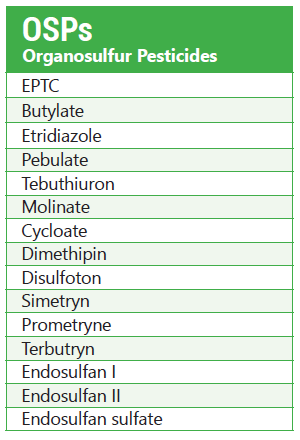 OSPs
Organosulfur Pesticides
EPTC
Butylate
Etridiazole
Pebulate
Tebuthiuron
Molinate
Cycloate
Dimethipin
Disulfoton
Simetryn
Prometryne
Terbutryn
Endosulfan I
Endosulfan II
Endosulfan sulfate